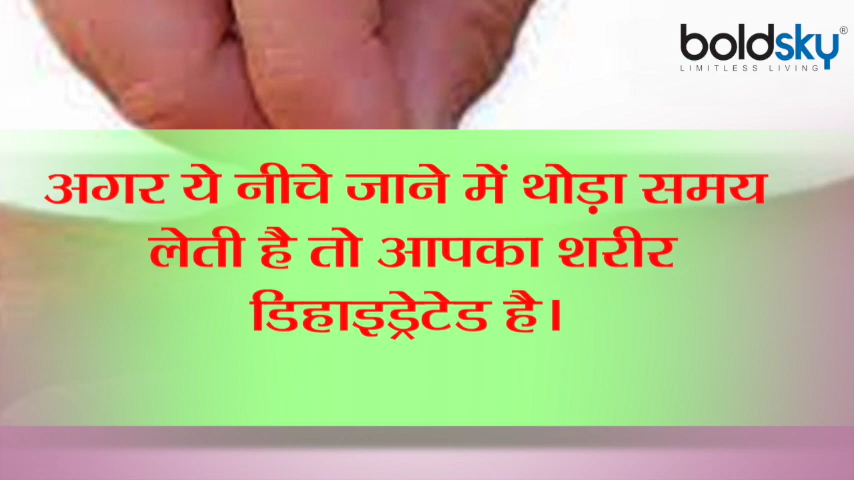 boldsky®
LIMITLESS LIVING
अगर ये नीचे जाने में थोड़ा समय
लेती है तो आपका शरीर
डिहाइड्रेटेड है।